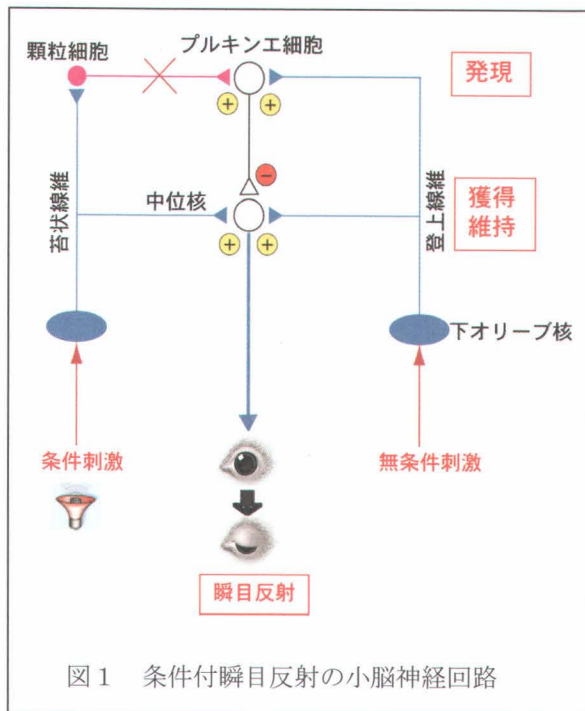 プルキンエ細胞
顆粒細胞
発現
+
+
−
苔状線維
中位核
登上線維
獲得
維持
+
+
下オリーブ核
条件刺激
無条件刺激
瞬目反射
図1 条件付瞬目反射の小脳神経回路